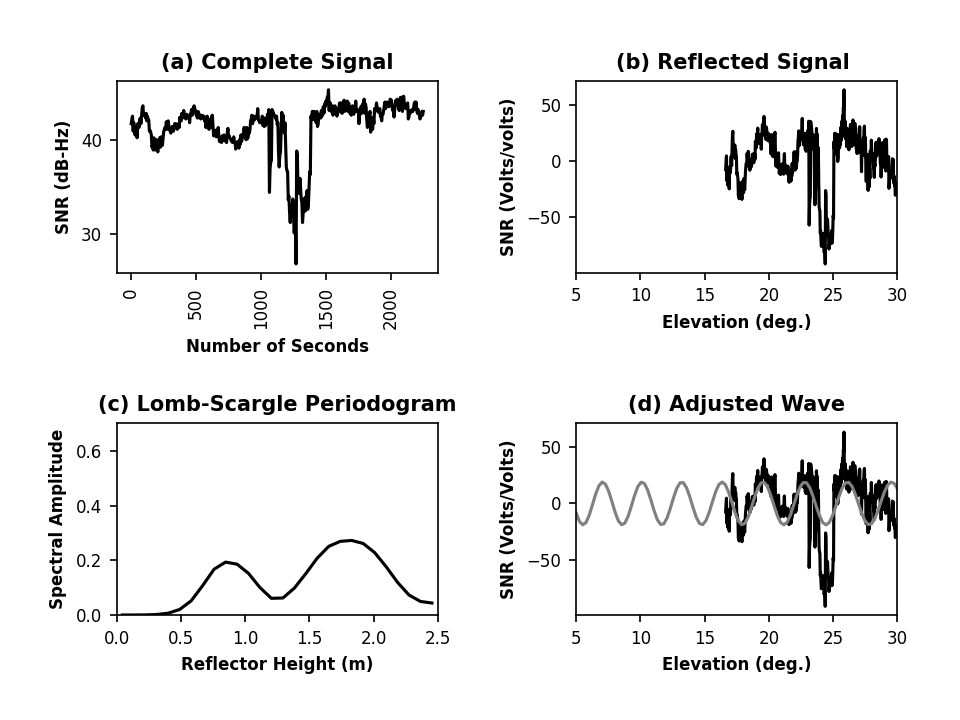 (a) Complete Signal
SNR (dB-Hz)
40
30
0
500
1000
1500
2000
Number of Seconds
(b) Reflected Signal
SNR (Volts/volts)
50
0
−50
5 10 15 20 25 30
Elevation (deg.)
(c) Lomb-Scargle Periodogram
Spectral Amplitude
0.6
0.4
0.2
0.0
0.0 0.5 1.0 1.5 2.0 2.5
Reflector Height (m)
(d) Adjusted Wave
SNR (Volts/Volts)
50
0
−50
5 10 15 20 25 30
Elevation (deg.)